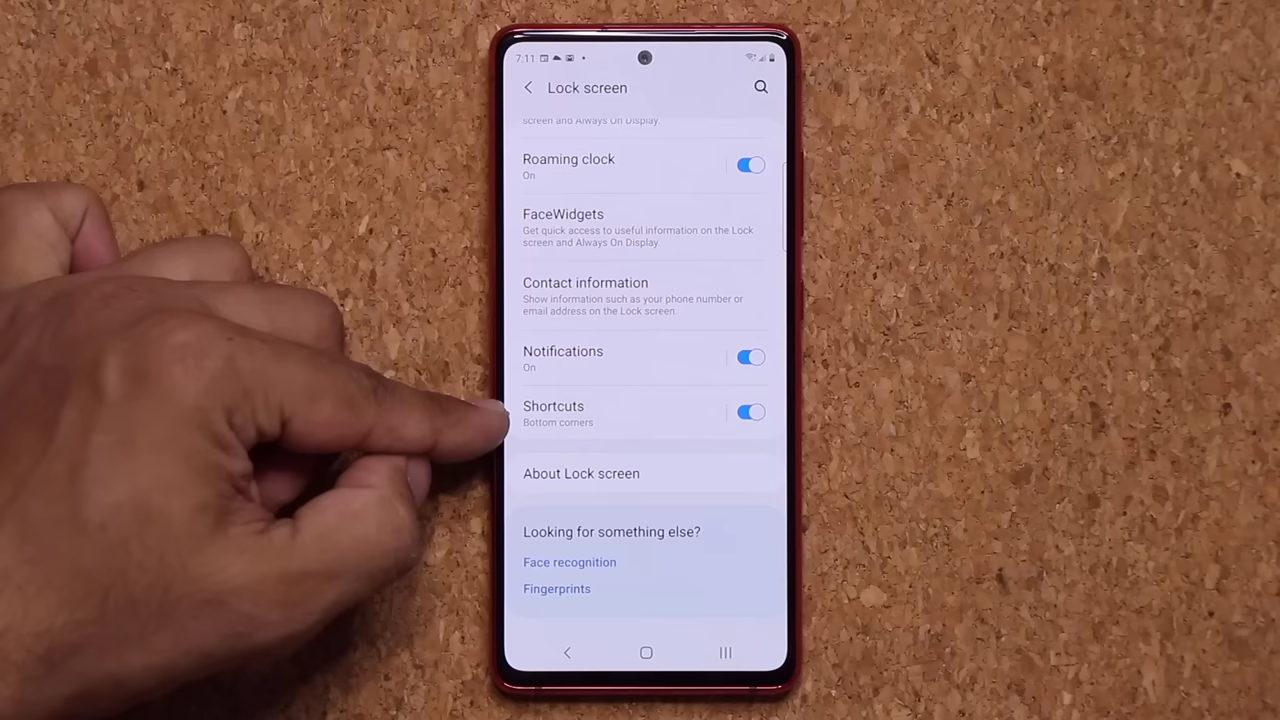 7:11
Lock screen
screen and Always On Display.
Roaming clock
On
FaceWidgets
Get quick access to useful information on the Lock
screen and Always On Display.
Contact information
Show information such as your phone number or
email address on the Lock screen.
Notifications
On
Shortcuts
Bottom corners
About Lock screen
Looking for something else?
Face recognition
Fingerprints